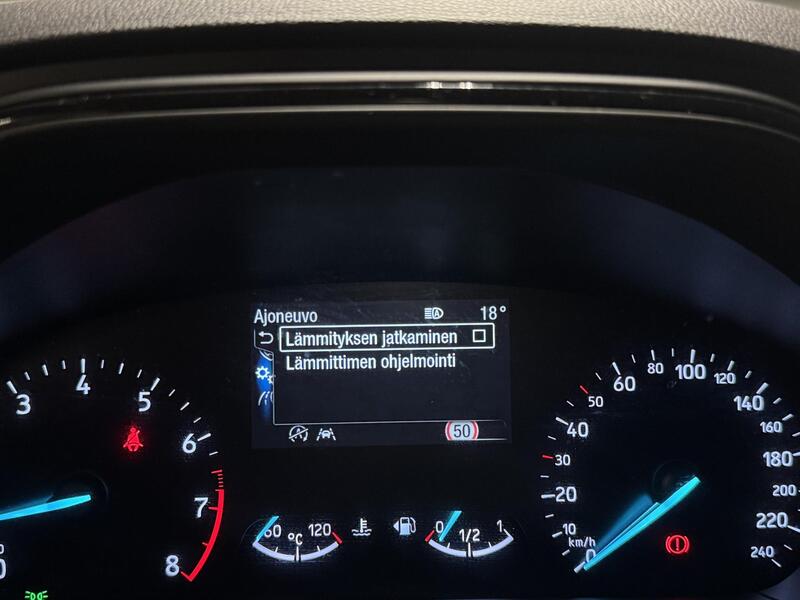 Ajoneuvo 18°
Lämmityksen jatkaminen
Lämmittimen ohjelmointi
50
3 4 5 6 7 8
0
60 °C 120
0 1/2 1
0 10 20 30 40 50 60 80 100 120 140 160 180 200 220 240
km/h